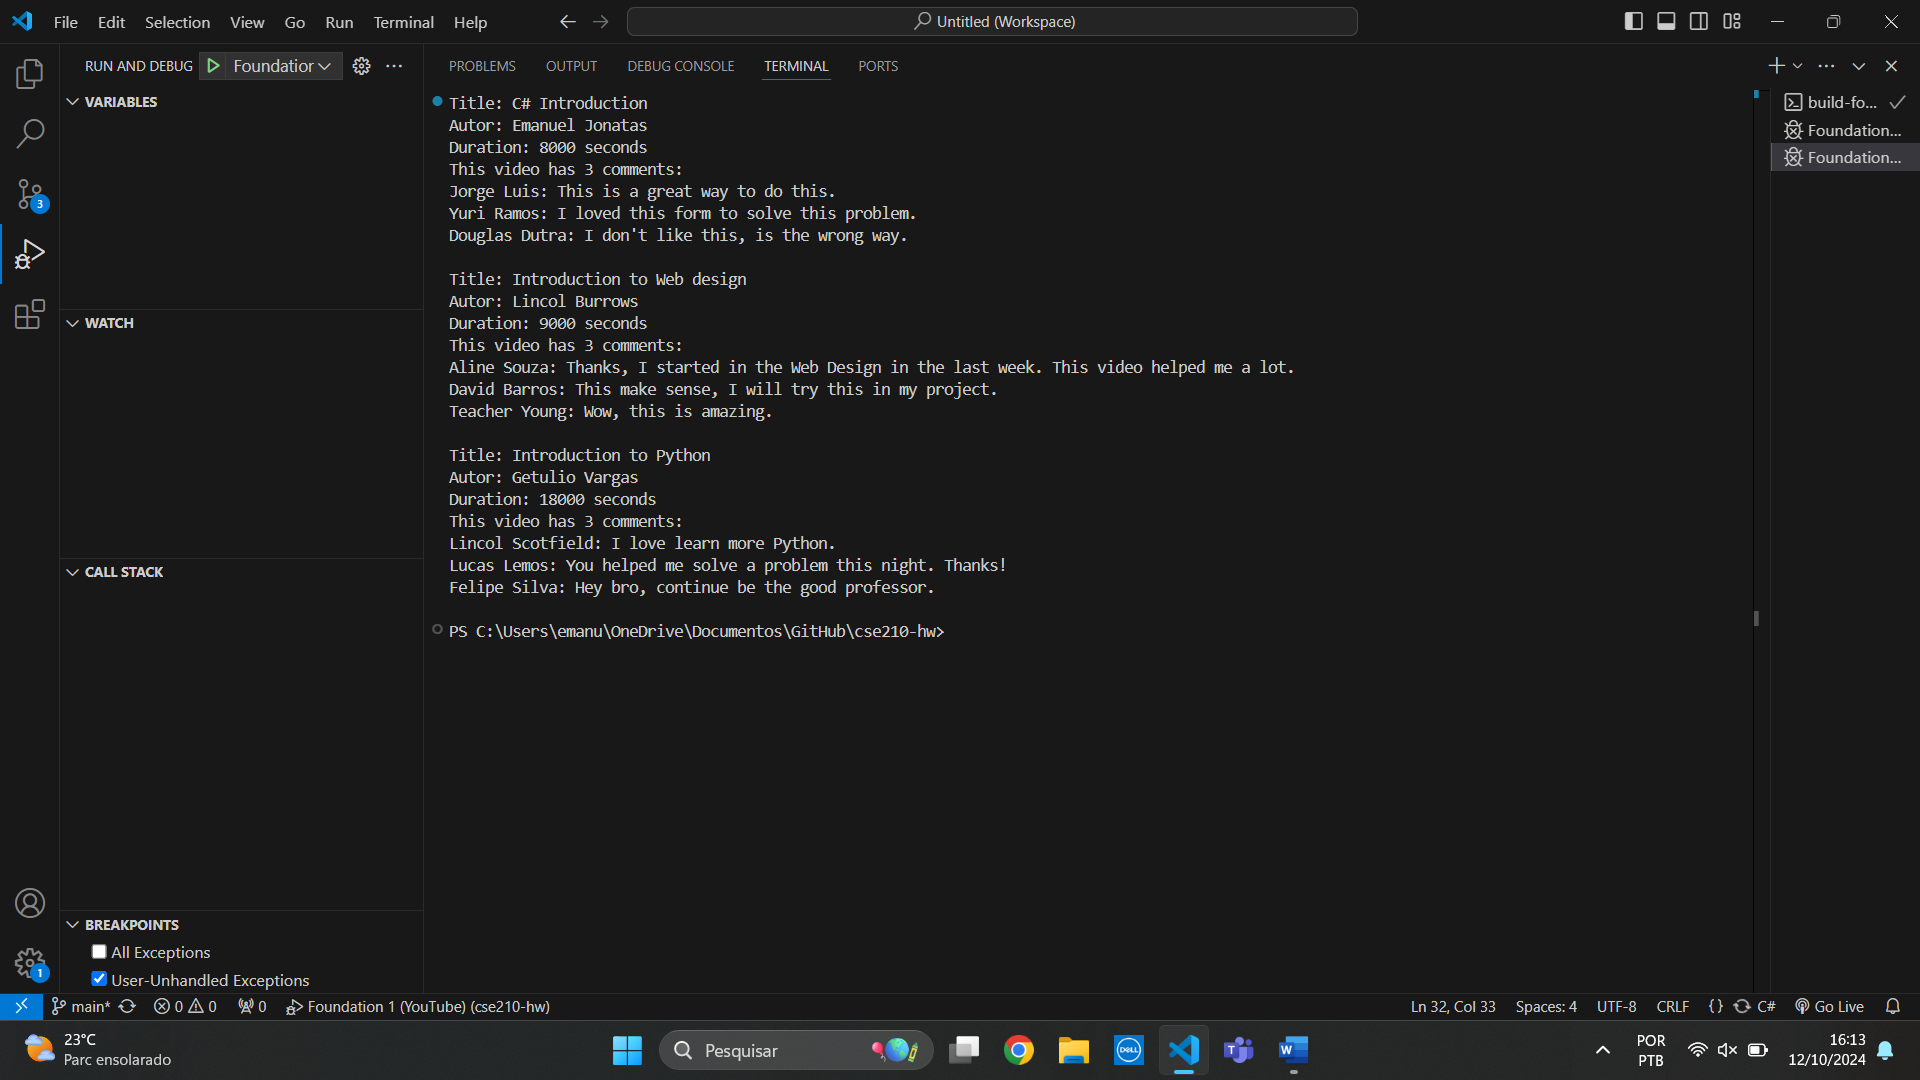 File Edit Selection View Go Run Terminal Help
Untitled (Workspace)
RUN AND DEBUG Foundatior
PROBLEMS OUTPUT DEBUG CONSOLE TERMINAL PORTS
VARIABLES
WATCH
CALL STACK
BREAKPOINTS
All Exceptions
User-Unhandled Exceptions
3
1
Title: C# Introduction
Autor: Emanuel Jonatas
Duration: 8000 seconds
This video has 3 comments:
Jorge Luis: This is a great way to do this.
Yuri Ramos: I loved this form to solve this problem.
Douglas Dutra: I don't like this, is the wrong way.
Title: Introduction to Web design
Autor: Lincol Burrows
Duration: 9000 seconds
This video has 3 comments:
Aline Souza: Thanks, I started in the Web Design in the last week. This video helped me a lot.
David Barros: This make sense, I will try this in my project.
Teacher Young: Wow, this is amazing.
Title: Introduction to Python
Autor: Getulio Vargas
Duration: 18000 seconds
This video has 3 comments:
Lincol Scotfield: I love learn more Python.
Lucas Lemos: You helped me solve a problem this night. Thanks!
Felipe Silva: Hey bro, continue be the good professor.
PS C:\Users\emanu\OneDrive\Documentos\GitHub\cse210-hw>
build-fo...
Foundation...
Foundation...
main* 0 0 0 Foundation 1 (YouTube) (cse210-hw) Ln 32, Col 33 Spaces: 4 UTF-8 CRLF {} C# Go Live
23°C
Parc ensolarado
Pesquisar
DELL
T
W
POR
PTB
16:13
12/10/2024